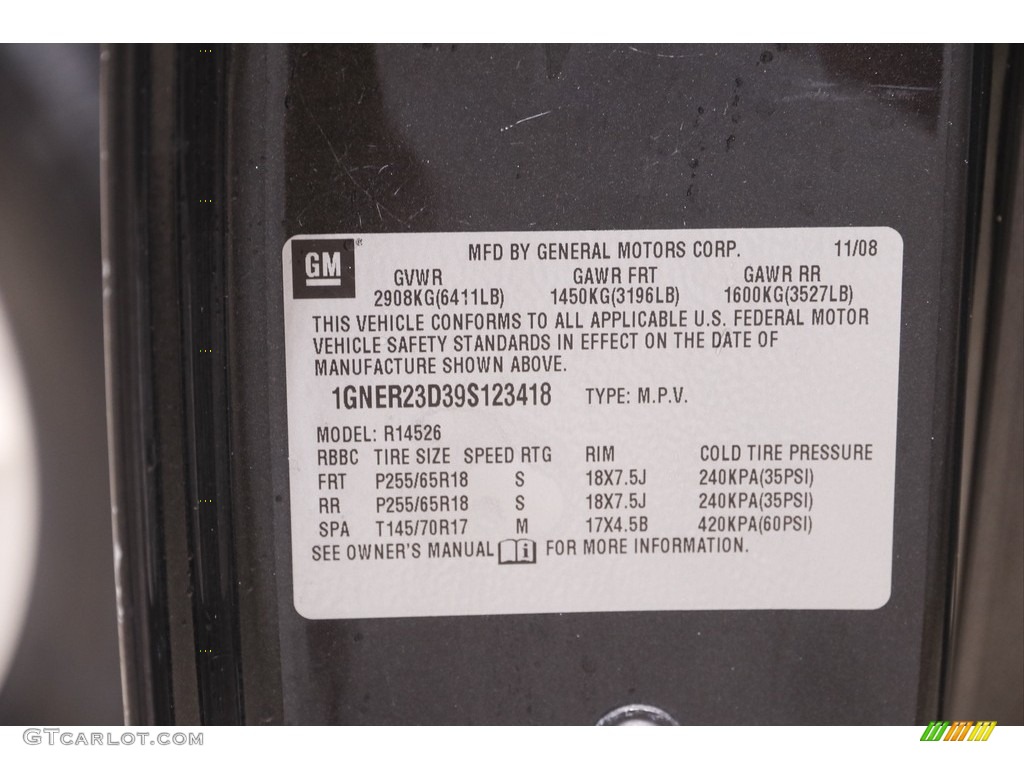 GM® MFD BY GENERAL MOTORS CORP. 11/08
GVWR GAWR FRT GAWR RR
2908KG(6411LB) 1450KG(3196LB) 1600KG(3527LB)
THIS VEHICLE CONFORMS TO ALL APPLICABLE U.S. FEDERAL MOTOR
VEHICLE SAFETY STANDARDS IN EFFECT ON THE DATE OF
MANUFACTURE SHOWN ABOVE.
1GNER23D39S123418 TYPE: M.P.V.
MODEL: R14526
RBBC TIRE SIZE SPEED RTG RIM COLD TIRE PRESSURE
FRT P255/65R18 S 18X7.5J 240KPA(35PSI)
RR P255/65R18 S 18X7.5J 240KPA(35PSI)
SPA T145/70R17 M 17X4.5B 420KPA(60PSI)
SEE OWNER'S MANUAL i FOR MORE INFORMATION.
GTCARLOT.COM